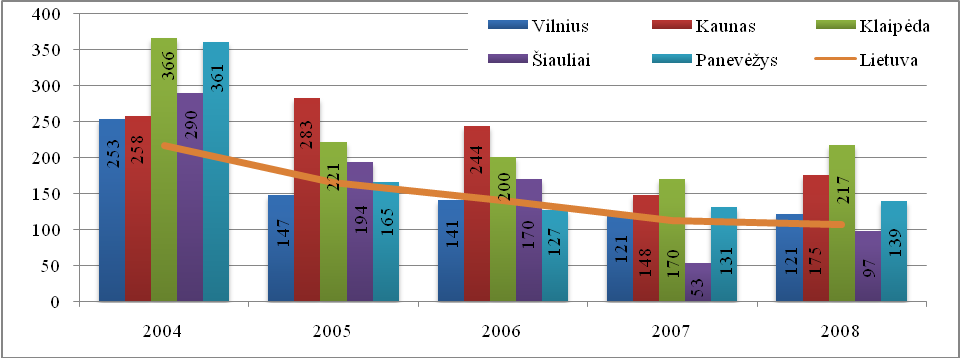 400
350
300
250
200
150
100
50
0
Vilnius Kaunas Klaipėda
Šiauliai Panevėžys Lietuva
253 258 366 290 361
147 283 221 194 165
141 244 200 170 127
121 148 170 53 131
121 175 217 97 139
2004 2005 2006 2007 2008